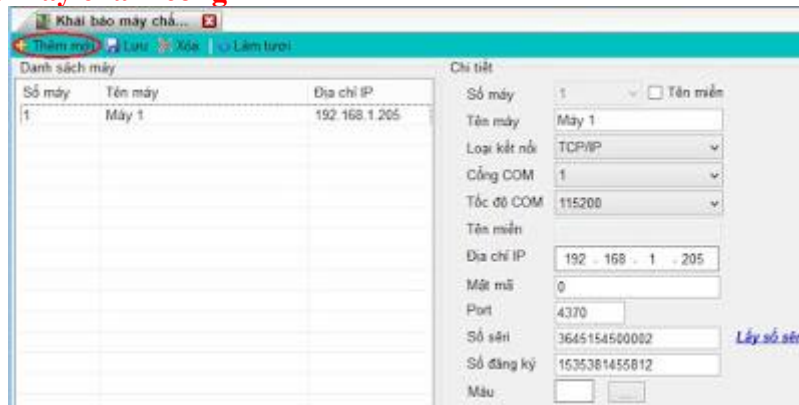 Khai báo máy chấ...
Thêm mới Lưu Xóa Làm tươi
Danh sách máy
Số máy Tên máy Địa chỉ IP
1 Máy 1 192.168.1.205
Chi tiết
Số máy 1 Tên miền
Tên máy Máy 1
Loại kết nối TCP/IP
Cổng COM 1
Tốc độ COM 115200
Tên miền
Địa chỉ IP 192 . 168 . 1 . 205
Mật mã 0
Port 4370
Số sêri 3645154500002 Lấy số
Số đăng ký 1535381455812
Màu ...